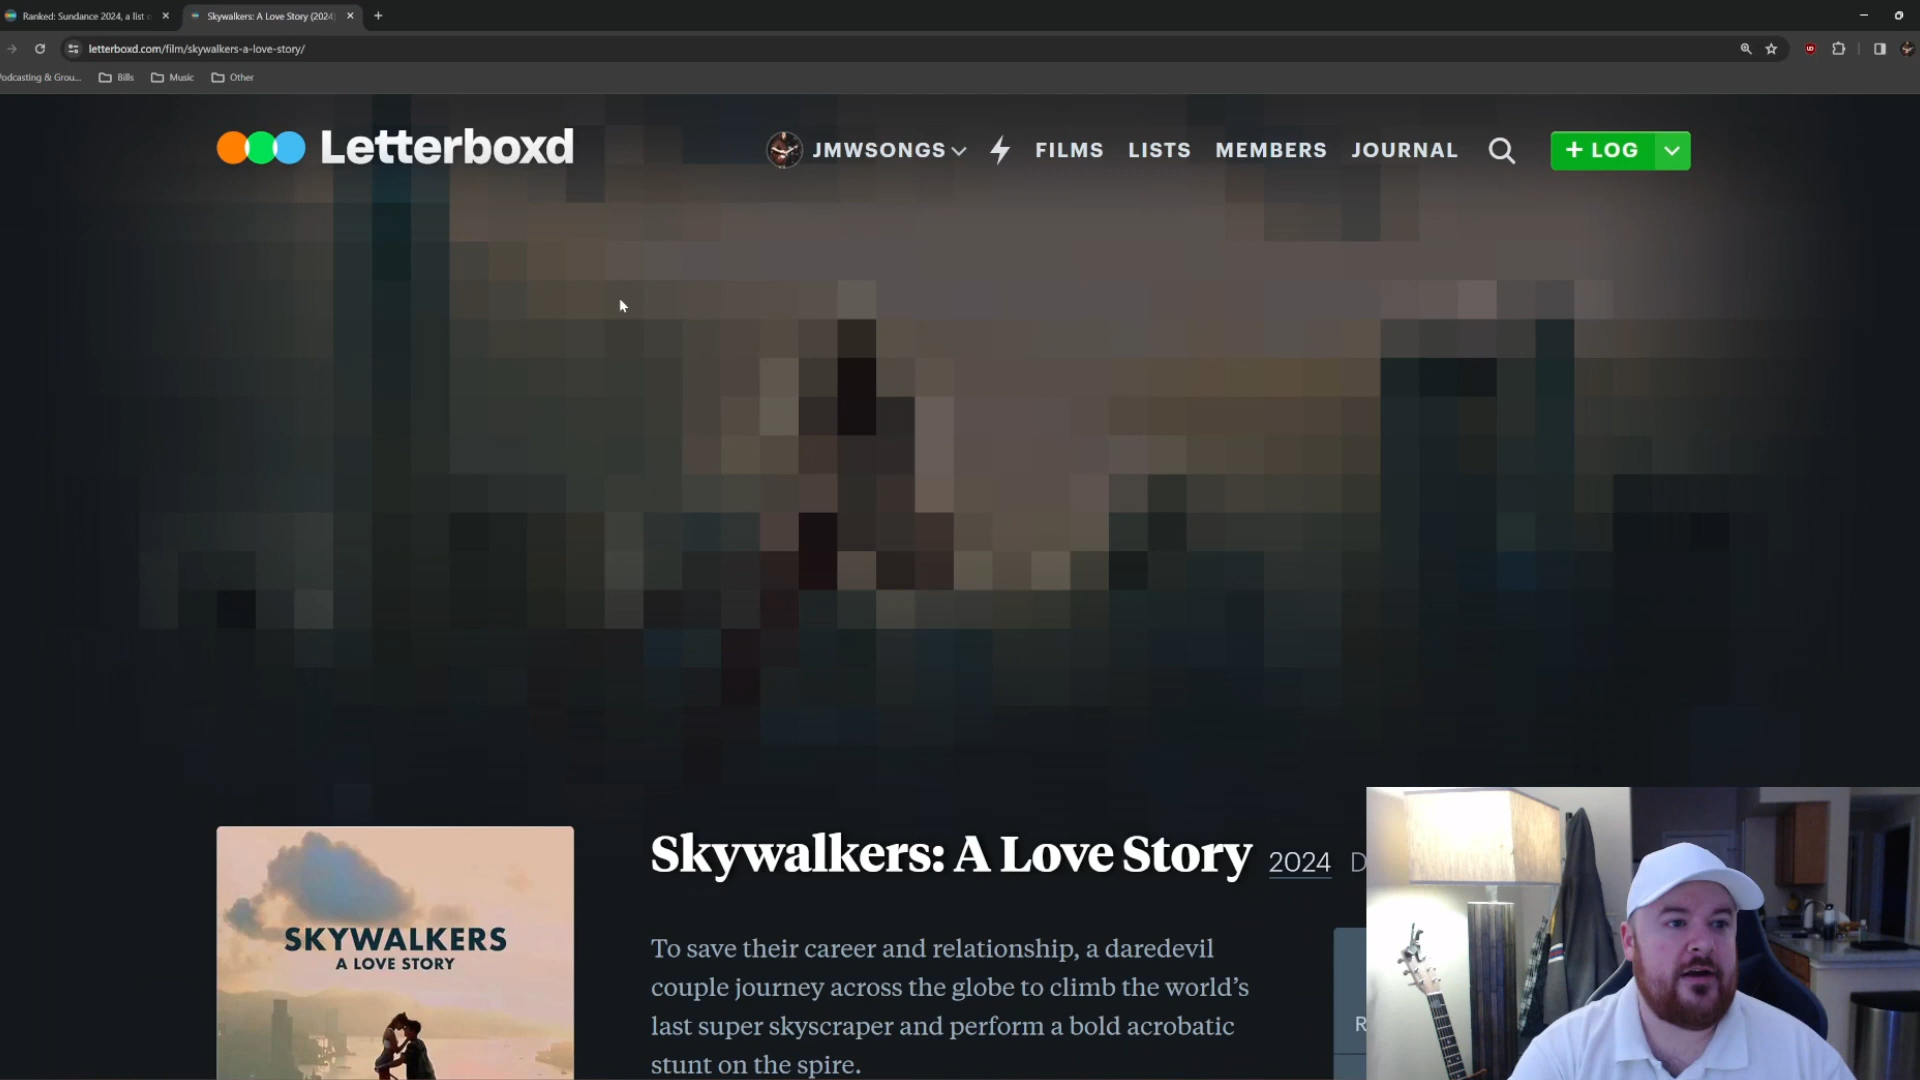 Ranked: Sundance 2024, a list
Skywalkers: A Love Story (2024
letterboxd.com/film/skywalkers-a-love-story/
Podcasting & Grou...
Bills
Music
Other
Letterboxd
JMWSONGS
FILMS
LISTS
MEMBERS
JOURNAL
+ LOG
Skywalkers: A Love Story 2024 D
SKYWALKERS
A LOVE STORY
To save their career and relationship, a daredevil
couple journey across the globe to climb the world's
last super skyscraper and perform a bold acrobatic
stunt on the spire.
R